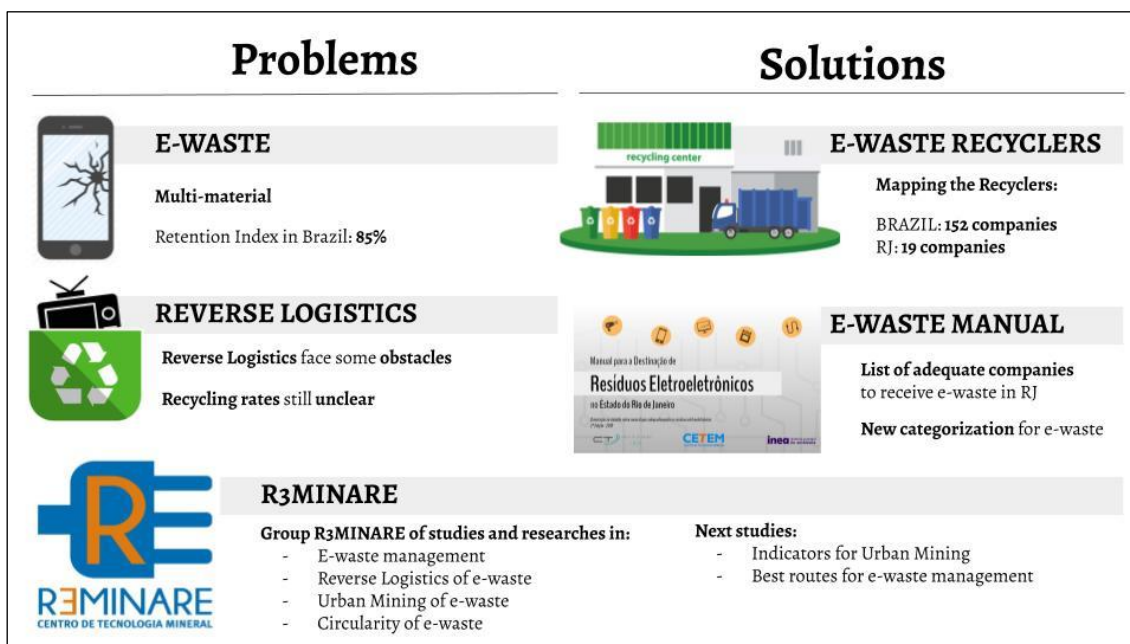 Problems
E-WASTE
Multi-material
Retention Index in Brazil: 85%
REVERSE LOGISTICS
Reverse Logistics face some obstacles
Recycling rates still unclear
Solutions
recycling center
E-WASTE RECYCLERS
Mapping the Recyclers:
BRAZIL: 152 companies
RJ: 19 companies
Manual para a Destinação de
Resíduos Eletroeletrônicos
no Estado do Rio de Janeiro
CETEM
inea
E-WASTE MANUAL
List of adequate companies
to receive e-waste in RJ
New categorization for e-waste
RE
R3MINARE
CENTRO DE TECNOLOGIA MINERAL
R3MINARE
Group R3MINARE of studies and researches in:
- E-waste management
- Reverse Logistics of e-waste
- Urban Mining of e-waste
- Circularity of e-waste
Next studies:
- Indicators for Urban Mining
- Best routes for e-waste management